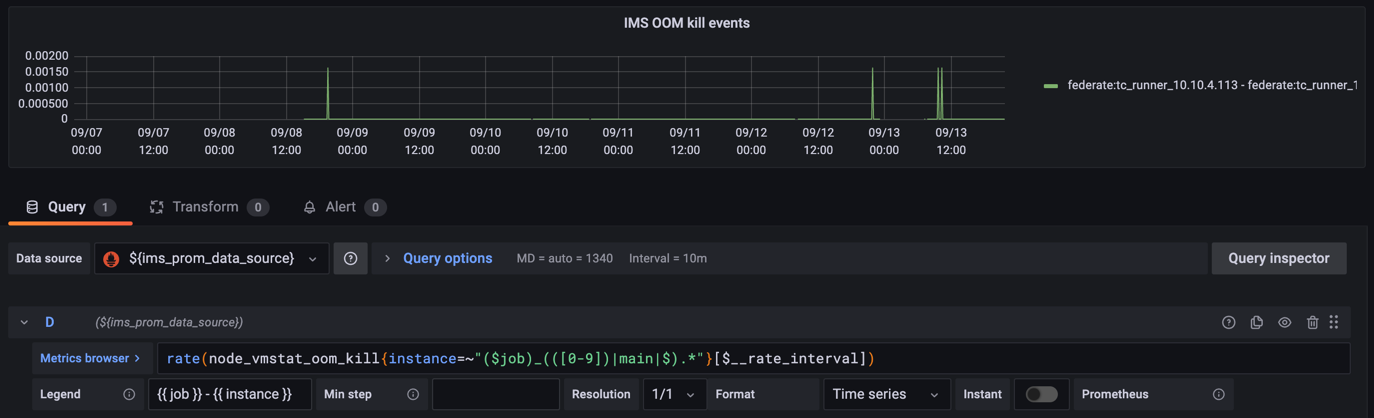 IMS OOM kill events
0.00200
0.00150
0.00100
0.000500
0
09/07 09/07 09/08 09/08 09/09 09/09 09/10 09/10 09/11 09/11 09/12 09/12 09/13 09/13
00:00 12:00 00:00 12:00 00:00 12:00 00:00 12:00 00:00 12:00 00:00 12:00 00:00 12:00
federate:tc_runner_10.10.4.113 - federate:tc_runner_1
Query 1 Transform 0 Alert 0
Data source ${ims_prom_data_source} Query options MD = auto = 1340 Interval = 10m Query inspector
D (${ims_prom_data_source})
Metrics browser > rate(node_vmstat_oom_kill{instance=~"($job)_(([0-9])|main|$).*"}[$__rate_interval])
Legend {{ job }} - {{ instance }} Min step Resolution 1/1 Format Time series Instant Prometheus